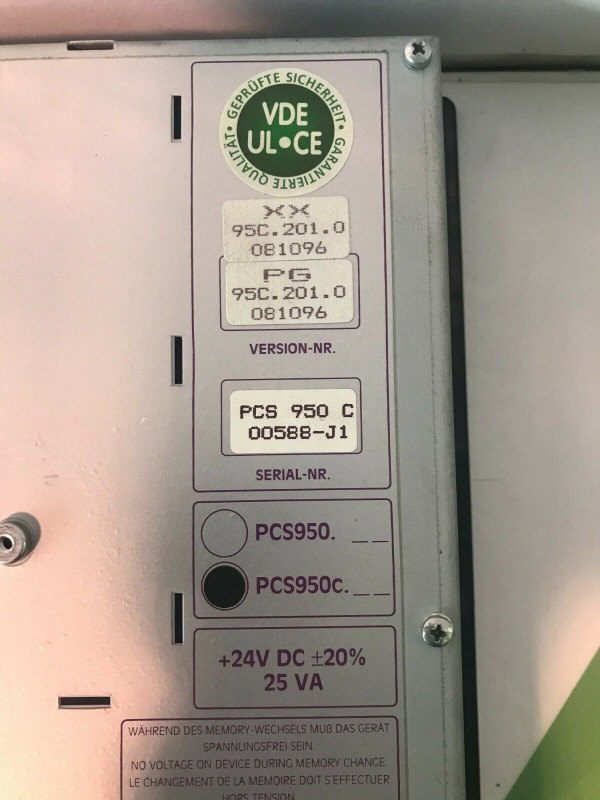 • GEPRÜFTE SICHERHEIT •
VDE
UL•CE
GARANTIERTE QUALITÄT
XX
95C.201.0
081096
PG
95C.201.0
081096
VERSION-NR.
PCS 950 C
00588-J1
SERIAL-NR.
PCS950. _ _
PCS950c. _ _
+24V DC ±20%
25 VA
WÄHREND DES MEMORY-WECHSELS MUß DAS GERÄT
SPANNUNGSFREI SEIN.
NO VOLTAGE ON DEVICE DURING MEMORY CHANGE.
LE CHANGEMENT DE LA MEMOIRE DOIT S'EFFECTUER
HORS TENSION